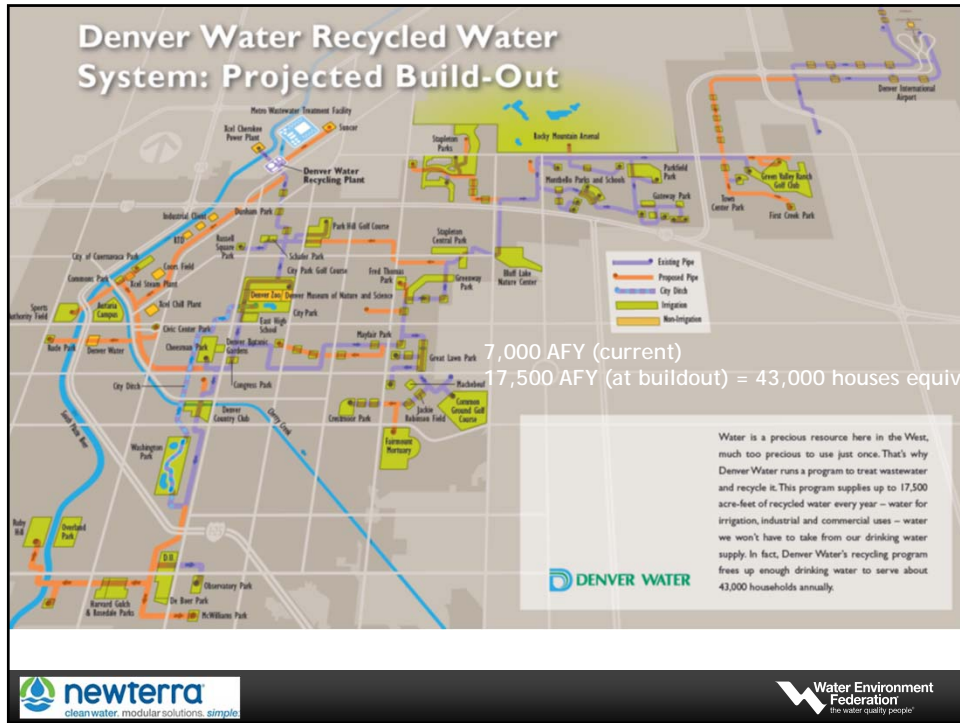 Denver Water Recycled Water
System: Projected Build-Out
Metro Wastewater Treatment Facility
Xcel Cherokee
Power Plant
Suncor
Denver Water
Recycling Plant
Stapleton
Parks
Rocky Mountain Arsenal
Denver International
Airport
Montbello Parks and Schools
Parkfield
Park
Gateway Park
Green Valley Ranch
Golf Club
Town
Center Park
First Creek Park
Industrial Client
RTD
Dunham Park
Russell
Square
Park
Schafer Park
Park Hill Golf Course
City Park Golf Course
Stapleton
Central Park
Fred Thomas
Park
Greenway
Park
Bluff Lake
Nature Center
City of Cuernavaca Park
Commons Park
Coors Field
Xcel Steam Plant
Xcel Chill Plant
Auraria
Campus
Sports
Authority Field
Rude Park
Denver Water
Civic Center Park
Cheesman Park
Denver Botanic
Gardens
Congress Park
Denver Zoo
Denver Museum of Nature and Science
City Park
East High
School
Mayfair Park
Great Lawn Park
Machebeuf
Jackie
Robinson Field
Common
Ground Golf
Course
Crestmoor Park
Fairmount
Mortuary
City Ditch
Denver
Country Club
Cherry Creek
South Platte River
Washington
Park
Ruby
Hill
Overland
Park
D.U.
Observatory Park
De Boer Park
McWilliams Park
Harvard Gulch
& Rosedale Parks
Existing Pipe
Proposed Pipe
City Ditch
Irrigation
Non-Irrigation
7,000 AFY (current)
17,500 AFY (at buildout) = 43,000 houses equiv
Water is a precious resource here in the West,
much too precious to use just once. That's why
Denver Water runs a program to treat wastewater
and recycle it. This program supplies up to 17,500
acre-feet of recycled water every year – water for
irrigation, industrial and commercial uses – water
we won't have to take from our drinking water
supply. In fact, Denver Water's recycling program
frees up enough drinking water to serve about
43,000 households annually.
DENVER WATER
newterra
clean water. modular solutions. simple.
Water Environment
Federation
the water quality people